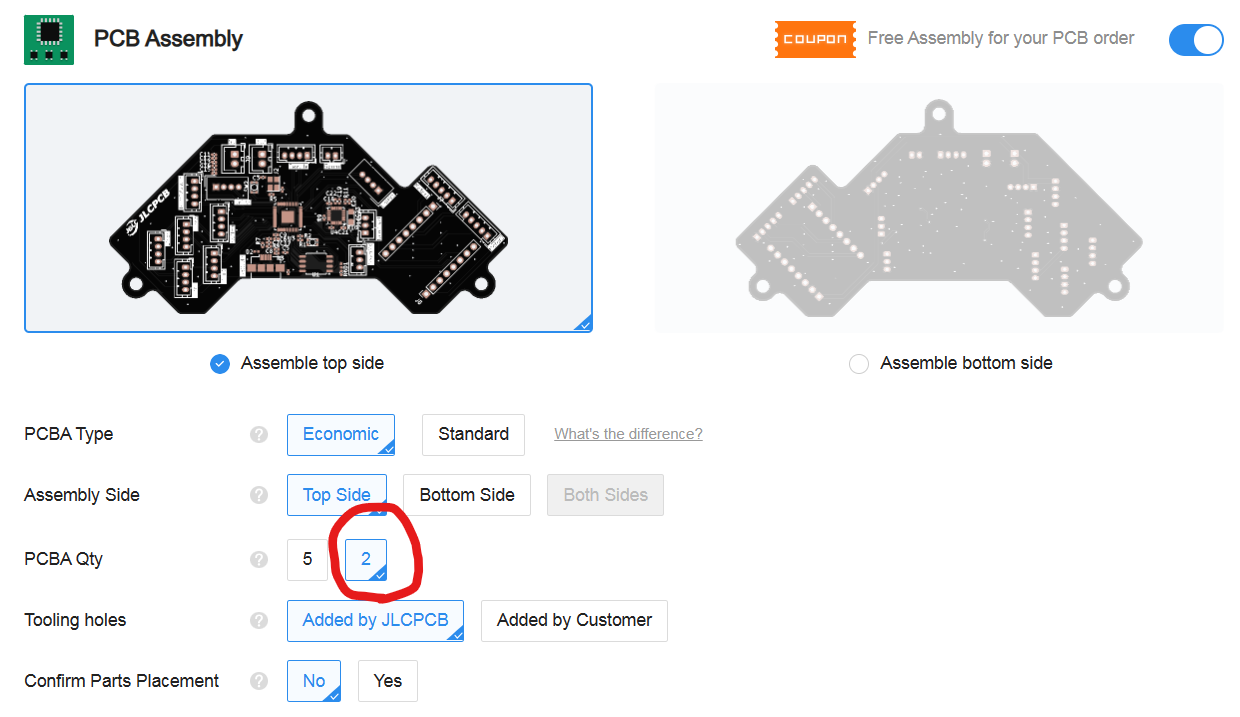 PCB Assembly
COUPON Free Assembly for your PCB order
JLCPCB
Assemble top side
Assemble bottom side
PCBA Type ? Economic Standard What's the difference?
Assembly Side ? Top Side Bottom Side Both Sides
PCBA Qty ? 5 2
Tooling holes ? Added by JLCPCB Added by Customer
Confirm Parts Placement ? No Yes